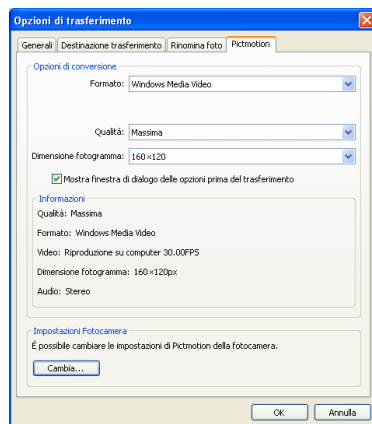 Opzioni di trasferimento
Generali Destinazione trasferimento Rinomina foto Pictmotion
Opzioni di conversione
Formato: Windows Media Video
Qualità: Massima
Dimensione fotogramma: 160×120
Mostra finestra di dialogo delle opzioni prima del trasferimento
Informazioni
Qualità: Massima
Formato: Windows Media Video
Video: Riproduzione su computer 30.00FPS
Dimensione fotogramma: 160×120px
Audio: Stereo
Impostazioni Fotocamera
È possibile cambiare le impostazioni di Pictmotion della fotocamera.
Cambia...
OK Annulla